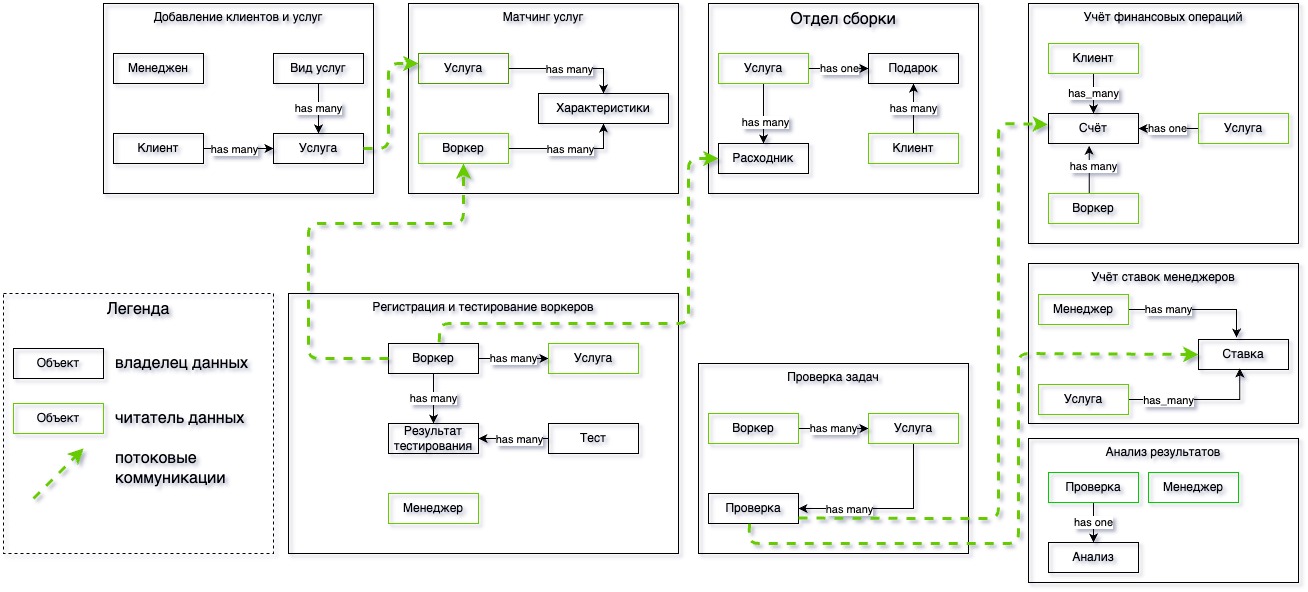 Добавление клиентов и услуг
Менеджен
Вид услуг
has many
Клиент
has many
Услуга
Матчинг услуг
Услуга
has many
Характеристики
Воркер
has many
Отдел сборки
Услуга
has one
Подарок
has many
has many
Расходник
Клиент
Учёт финансовых операций
Клиент
has_many
Счёт
has one
Услуга
has many
Воркер
Легенда
Объект
владелец данных
Объект
читатель данных
потоковые
коммуникации
Регистрация и тестирование воркеров
Воркер
has many
Услуга
has many
Результат
тестирования
has many
Тест
Менеджер
Проверка задач
Воркер
has many
Услуга
Проверка
has many
Учёт ставок менеджеров
Менеджер
has many
Ставка
Услуга
has_many
Анализ результатов
Проверка
Менеджер
has one
Анализ